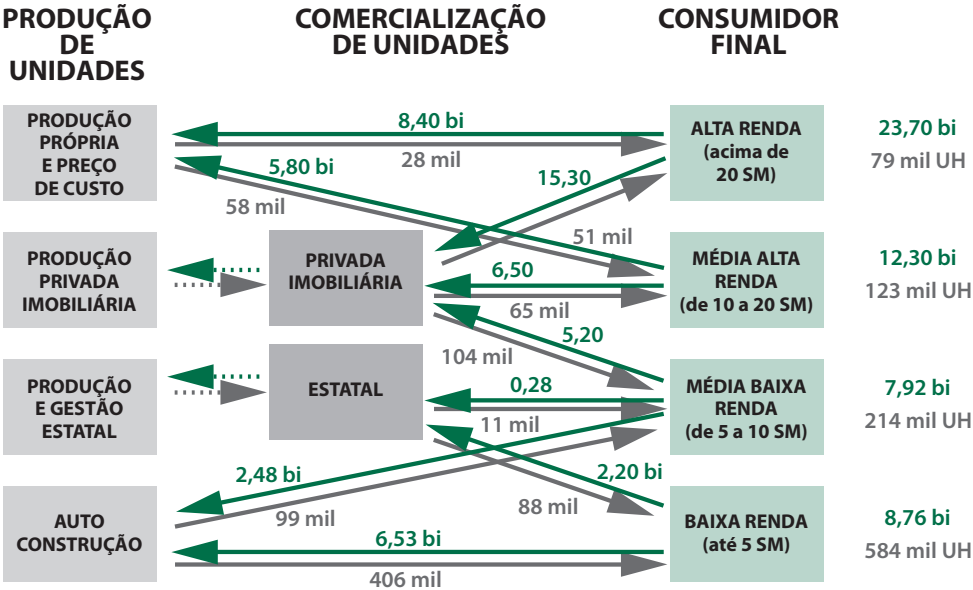 PRODUÇÃO
DE
UNIDADES
COMERCIALIZAÇÃO
DE UNIDADES
CONSUMIDOR
FINAL
PRODUÇÃO
PRÓPRIA
E PREÇO
DE CUSTO
8,40 bi
28 mil
5,80 bi
58 mil
15,30
51 mil
ALTA RENDA
(acima de
20 SM)
23,70 bi
79 mil UH
PRODUÇÃO
PRIVADA
IMOBILIÁRIA
PRIVADA
IMOBILIÁRIA
6,50
65 mil
5,20
104 mil
MÉDIA ALTA
RENDA
(de 10 a 20 SM)
12,30 bi
123 mil UH
PRODUÇÃO
E GESTÃO
ESTATAL
ESTATAL
0,28
11 mil
2,48 bi
99 mil
2,20 bi
88 mil
MÉDIA BAIXA
RENDA
(de 5 a 10 SM)
7,92 bi
214 mil UH
AUTO
CONSTRUÇÃO
6,53 bi
406 mil
BAIXA RENDA
(até 5 SM)
8,76 bi
584 mil UH